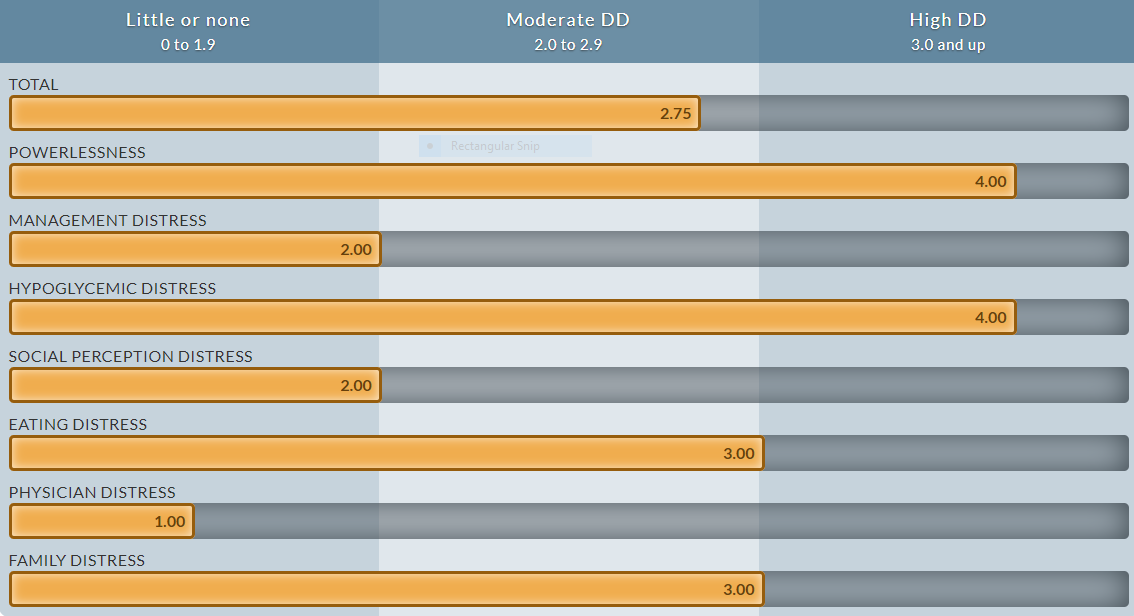 Little or none Moderate DD High DD
0 to 1.9 2.0 to 2.9 3.0 and up
TOTAL
2.75
Rectangular Snip
POWERLESSNESS
4.00
MANAGEMENT DISTRESS
2.00
HYPOGLYCEMIC DISTRESS
4.00
SOCIAL PERCEPTION DISTRESS
2.00
EATING DISTRESS
3.00
PHYSICIAN DISTRESS
1.00
FAMILY DISTRESS
3.00